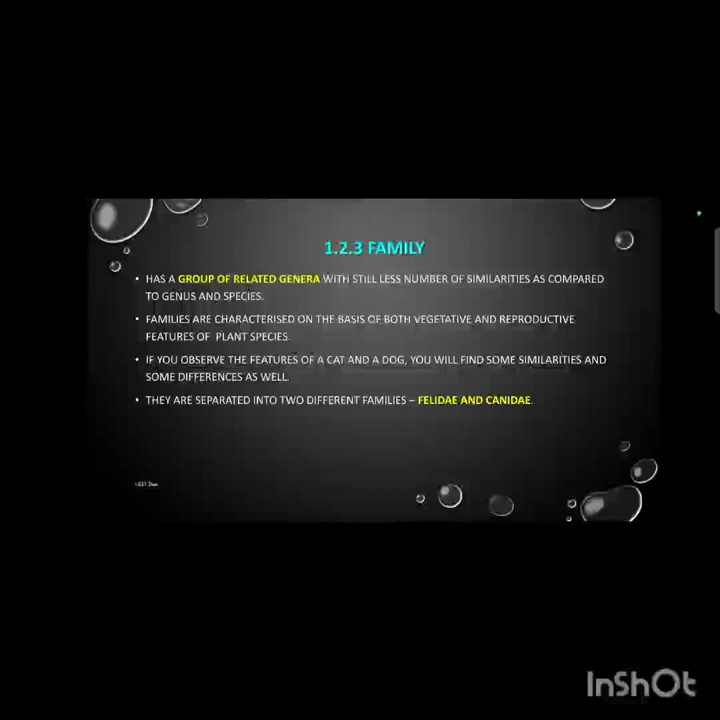 1.2.3 FAMILY
• HAS A GROUP OF RELATED GENERA WITH STILL LESS NUMBER OF SIMILARITIES AS COMPARED
TO GENUS AND SPECIES.
• FAMILIES ARE CHARACTERISED ON THE BASIS OF BOTH VEGETATIVE AND REPRODUCTIVE
FEATURES OF PLANT SPECIES.
• IF YOU OBSERVE THE FEATURES OF A CAT AND A DOG, YOU WILL FIND SOME SIMILARITIES AND
SOME DIFFERENCES AS WELL.
• THEY ARE SEPARATED INTO TWO DIFFERENT FAMILIES – FELIDAE AND CANIDAE.
InShOt